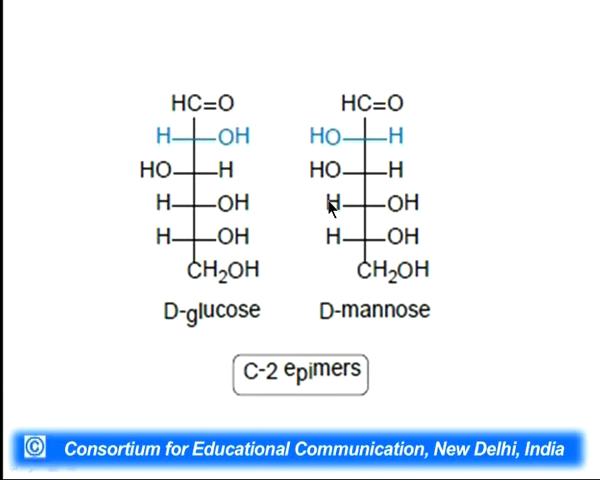 HC=O HC=O
H OH HO H
HO H HO H
H OH H OH
H OH H OH
CH₂OH CH₂OH
D-glucose D-mannose
C-2 epimers
© Consortium for Educational Communication, New Delhi, India